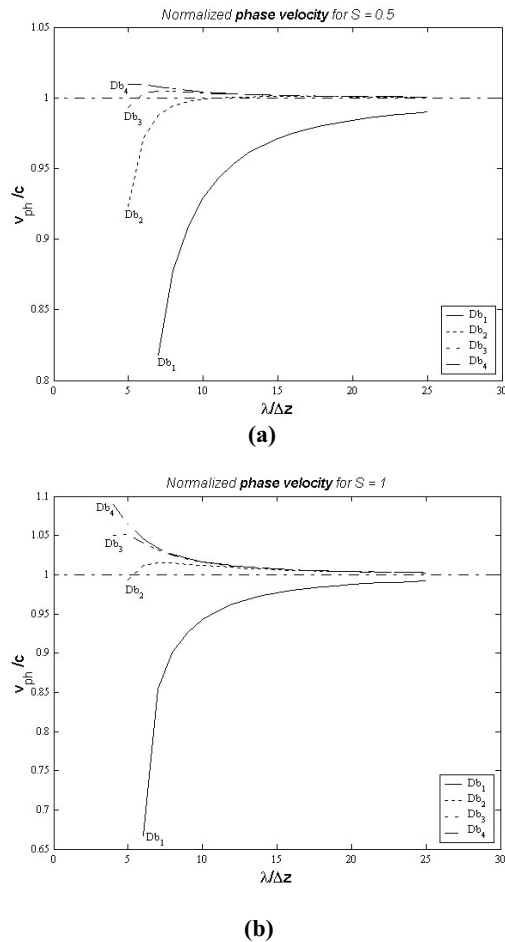 Normalized phase velocity for S = 0.5
1.05
1
0.95
0.9
0.85
0.8
v_ph /c
Db4
Db3
Db2
Db1
Db1
Db2
Db3
Db4
0 5 10 15 20 25 30
λ/Δz
(a)
Normalized phase velocity for S = 1
1.1
1.05
1
0.95
0.9
0.85
0.8
0.75
0.7
0.65
v_ph /c
Db4
Db3
Db2
Db1
Db1
Db2
Db3
Db4
0 5 10 15 20 25 30
λ/Δz
(b)